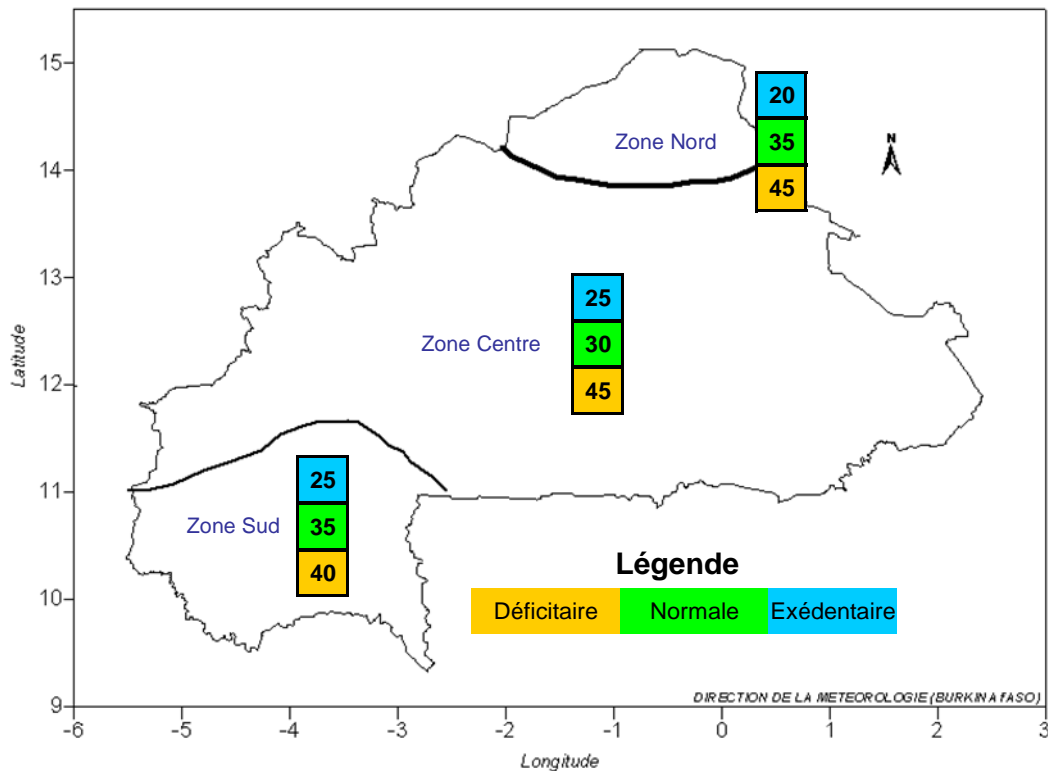 15
20
N
Zone Nord
35
14
45
13
25
Zone Centre
30
45
12
Latitude
11
25
Zone Sud
35
40
Légende
10
Déficitaire Normale Exédentaire
DIRECTION DE LA METEOROLOGIE (BURKINA fASO)
9
-6 -5 -4 -3 -2 -1 0 1 2 3
Longitude